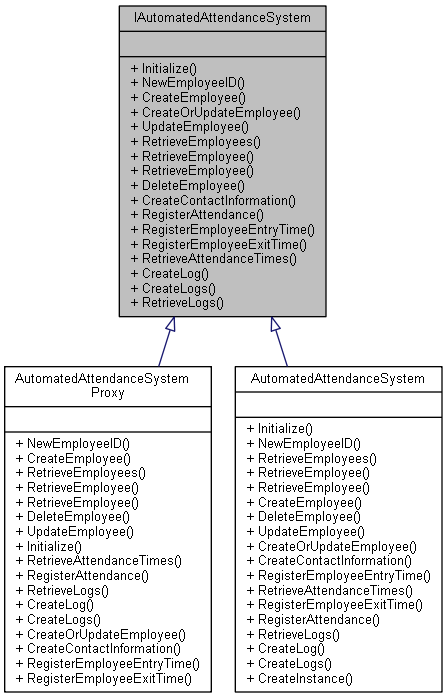 IAutomatedAttendanceSystem
+ Initialize()
+ NewEmployeeID()
+ CreateEmployee()
+ CreateOrUpdateEmployee()
+ UpdateEmployee()
+ RetrieveEmployees()
+ RetrieveEmployee()
+ RetrieveEmployee()
+ DeleteEmployee()
+ CreateContactInformation()
+ RegisterAttendance()
+ RegisterEmployeeEntryTime()
+ RegisterEmployeeExitTime()
+ RetrieveAttendanceTimes()
+ CreateLog()
+ CreateLogs()
+ RetrieveLogs()
AutomatedAttendanceSystem
Proxy
+ NewEmployeeID()
+ CreateEmployee()
+ RetrieveEmployees()
+ RetrieveEmployee()
+ RetrieveEmployee()
+ DeleteEmployee()
+ UpdateEmployee()
+ Initialize()
+ RetrieveAttendanceTimes()
+ RegisterAttendance()
+ RetrieveLogs()
+ CreateLog()
+ CreateLogs()
+ CreateOrUpdateEmployee()
+ CreateContactInformation()
+ RegisterEmployeeEntryTime()
+ RegisterEmployeeExitTime()
AutomatedAttendanceSystem
+ Initialize()
+ NewEmployeeID()
+ RetrieveEmployees()
+ RetrieveEmployee()
+ RetrieveEmployee()
+ CreateEmployee()
+ DeleteEmployee()
+ UpdateEmployee()
+ CreateOrUpdateEmployee()
+ CreateContactInformation()
+ RegisterEmployeeEntryTime()
+ RetrieveAttendanceTimes()
+ RegisterEmployeeExitTime()
+ RegisterAttendance()
+ RetrieveLogs()
+ CreateLog()
+ CreateLogs()
+ CreateInstance()